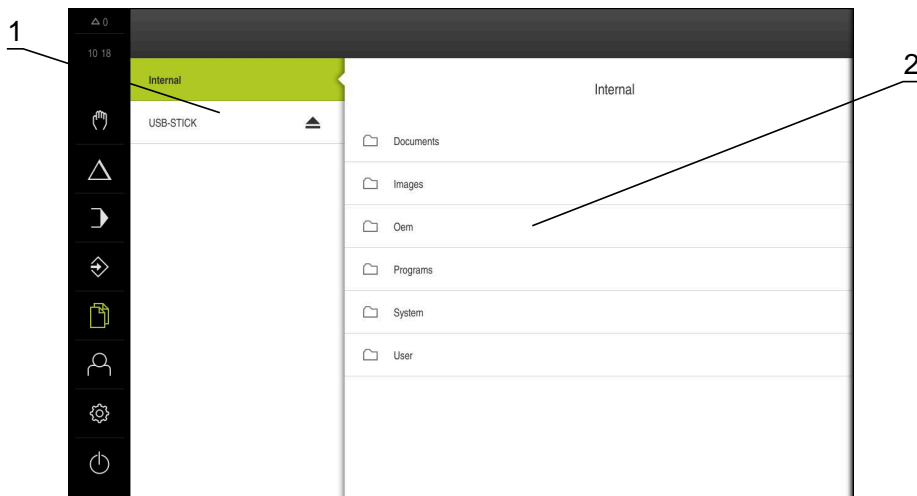 1
0
10 18
2
Internal
Internal
USB-STICK
Documents
Images
Oem
Programs
System
User